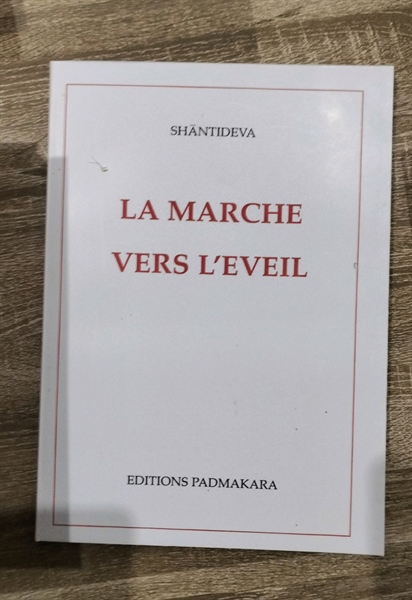 SHĀNTIDEVA
LA MARCHE
VERS L'EVEIL
EDITIONS PADMAKARA